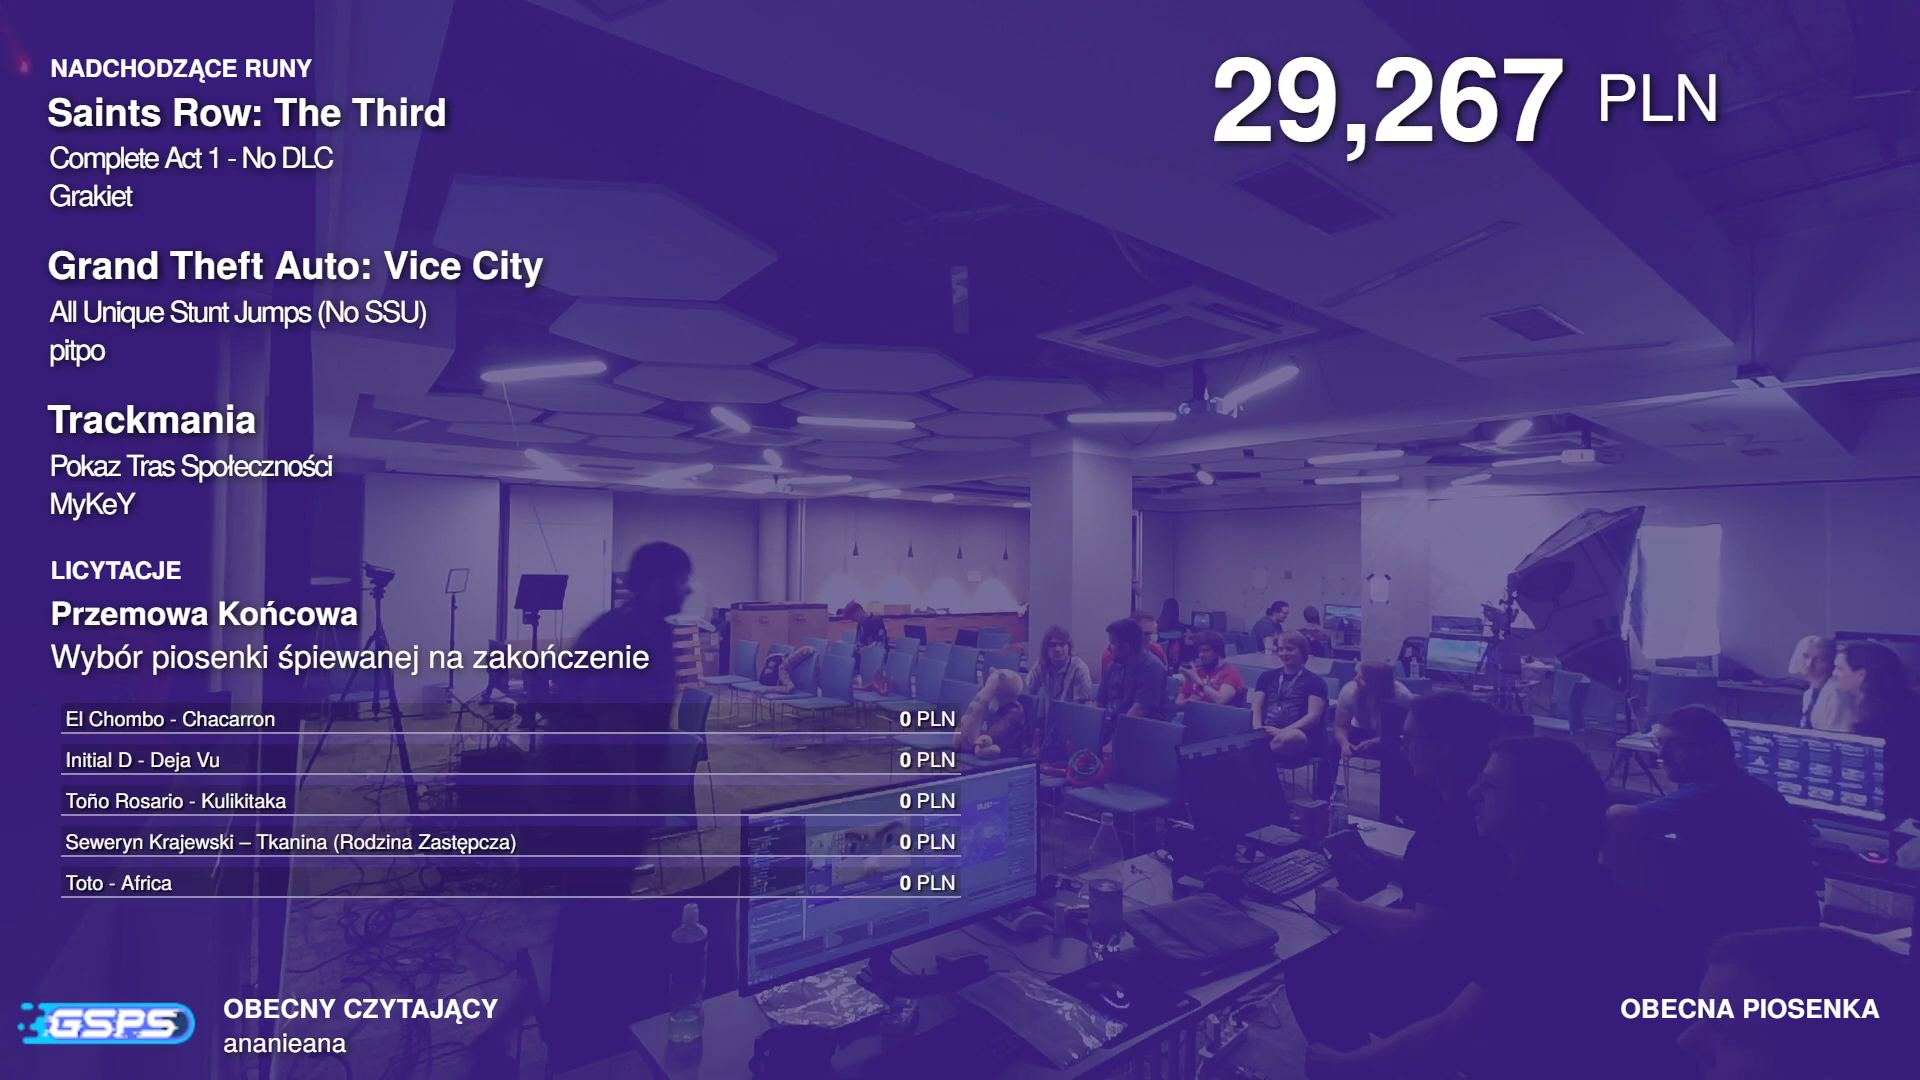 NADCHODZĄCE RUNY
Saints Row: The Third
Complete Act 1 - No DLC
Grakiet
Grand Theft Auto: Vice City
All Unique Stunt Jumps (No SSU)
pitpo
Trackmania
Pokaz Tras Społeczności
MyKeY
LICYTACJE
Przemowa Końcowa
Wybór piosenki śpiewanej na zakończenie
El Chombo - Chacarron 0 PLN
Initial D - Deja Vu 0 PLN
Toño Rosario - Kulikitaka 0 PLN
Seweryn Krajewski – Tkanina (Rodzina Zastępcza) 0 PLN
Toto - Africa 0 PLN
29,267 PLN
GSPS
OBECNY CZYTAJĄCY
ananieana
OBECNA PIOSENKA